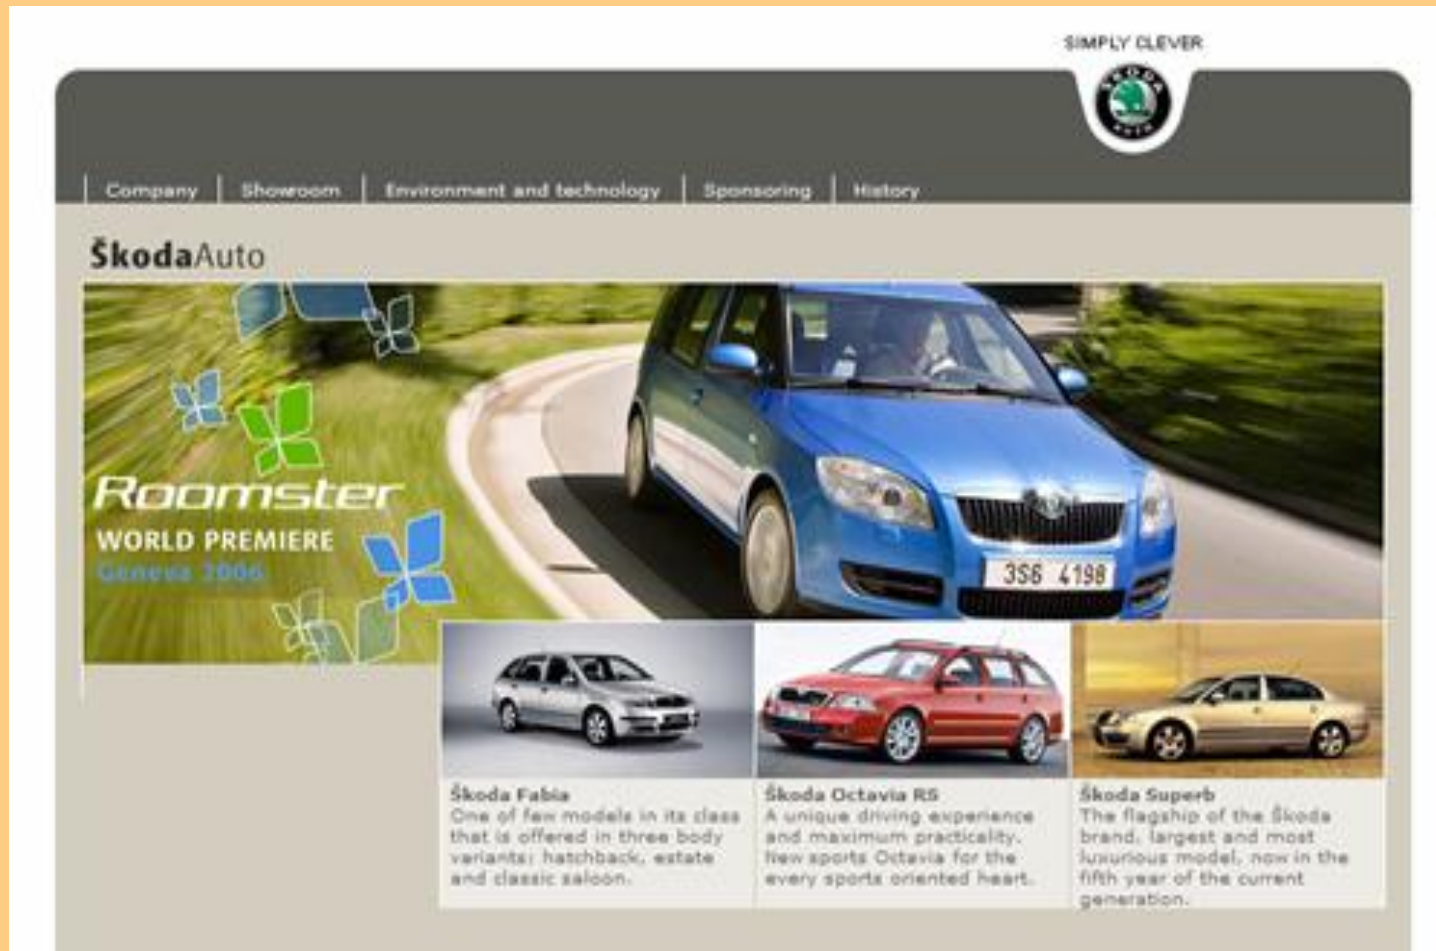 SIMPLY CLEVER
ŠKODA
AUTO
Company
Showroom
Environment and technology
Sponsoring
History
ŠkodaAuto
Roomster
WORLD PREMIERE
Geneva 2006
3S6 4198
Škoda Fabia
One of few models in its class
that is offered in three body
variants: hatchback, estate
and classic saloon.
Škoda Octavia RS
A unique driving experience
and maximum practicality.
New sports Octavia for the
every sports oriented heart.
Škoda Superb
The flagship of the Škoda
brand, largest and most
luxurious model, now in the
fifth year of the current
generation.